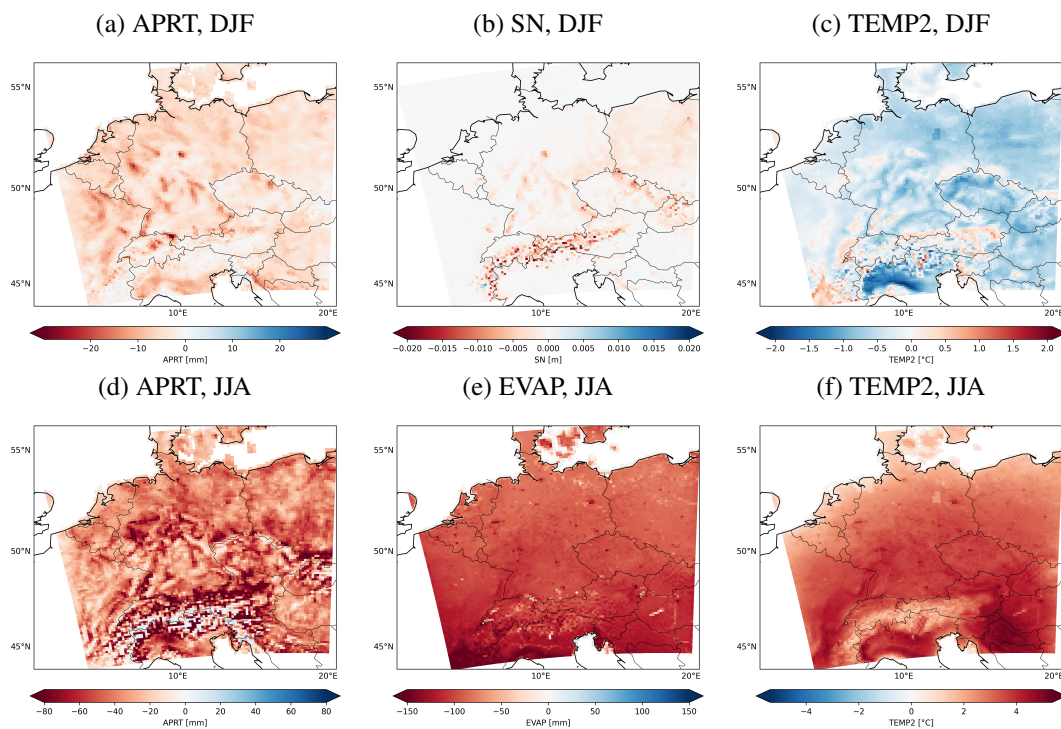 (a) APRT, DJF
(b) SN, DJF
(c) TEMP2, DJF
55°N
50°N
45°N
10°E
20°E
−20
−10
0
10
20
APRT [mm]
55°N
50°N
45°N
10°E
20°E
−0.020
−0.015
−0.010
−0.005
0.000
0.005
0.010
0.015
0.020
SN [m]
55°N
50°N
45°N
10°E
20°E
−2.0
−1.5
−1.0
−0.5
0.0
0.5
1.0
1.5
2.0
TEMP2 [°C]
(d) APRT, JJA
(e) EVAP, JJA
(f) TEMP2, JJA
55°N
50°N
45°N
10°E
20°E
−80
−60
−40
−20
0
20
40
60
80
APRT [mm]
55°N
50°N
45°N
10°E
20°E
−150
−100
−50
0
50
100
150
EVAP [mm]
55°N
50°N
45°N
10°E
20°E
−4
−2
0
2
4
TEMP2 [°C]